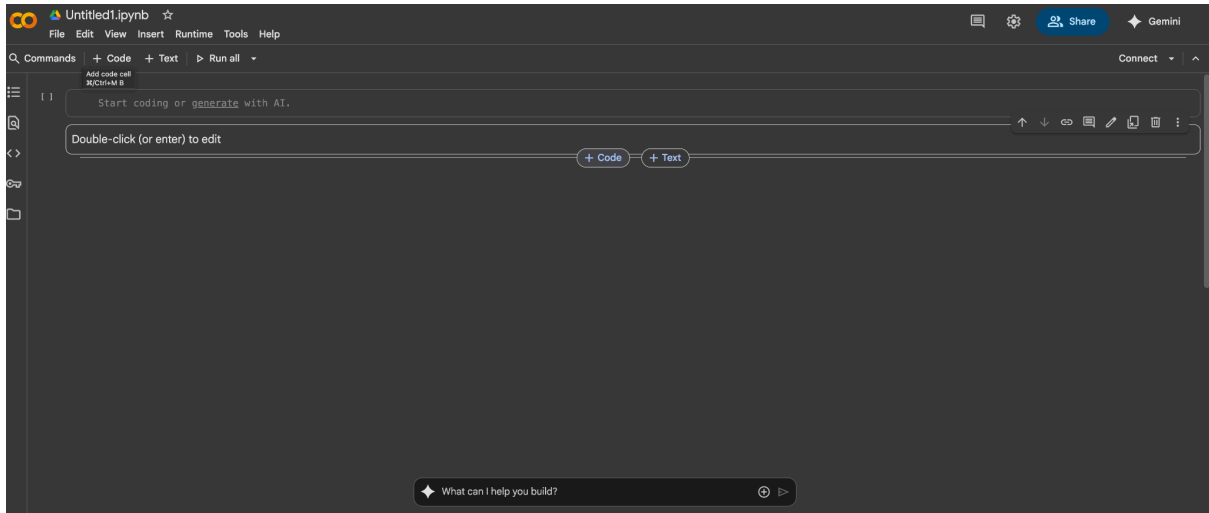 Untitled1.ipynb
File Edit View Insert Runtime Tools Help
Share
Gemini
Commands + Code + Text Run all
Connect
Add code cell
⌘/Ctrl+M B
[ ]
Start coding or generate with AI.
Double-click (or enter) to edit
+ Code + Text
What can I help you build?